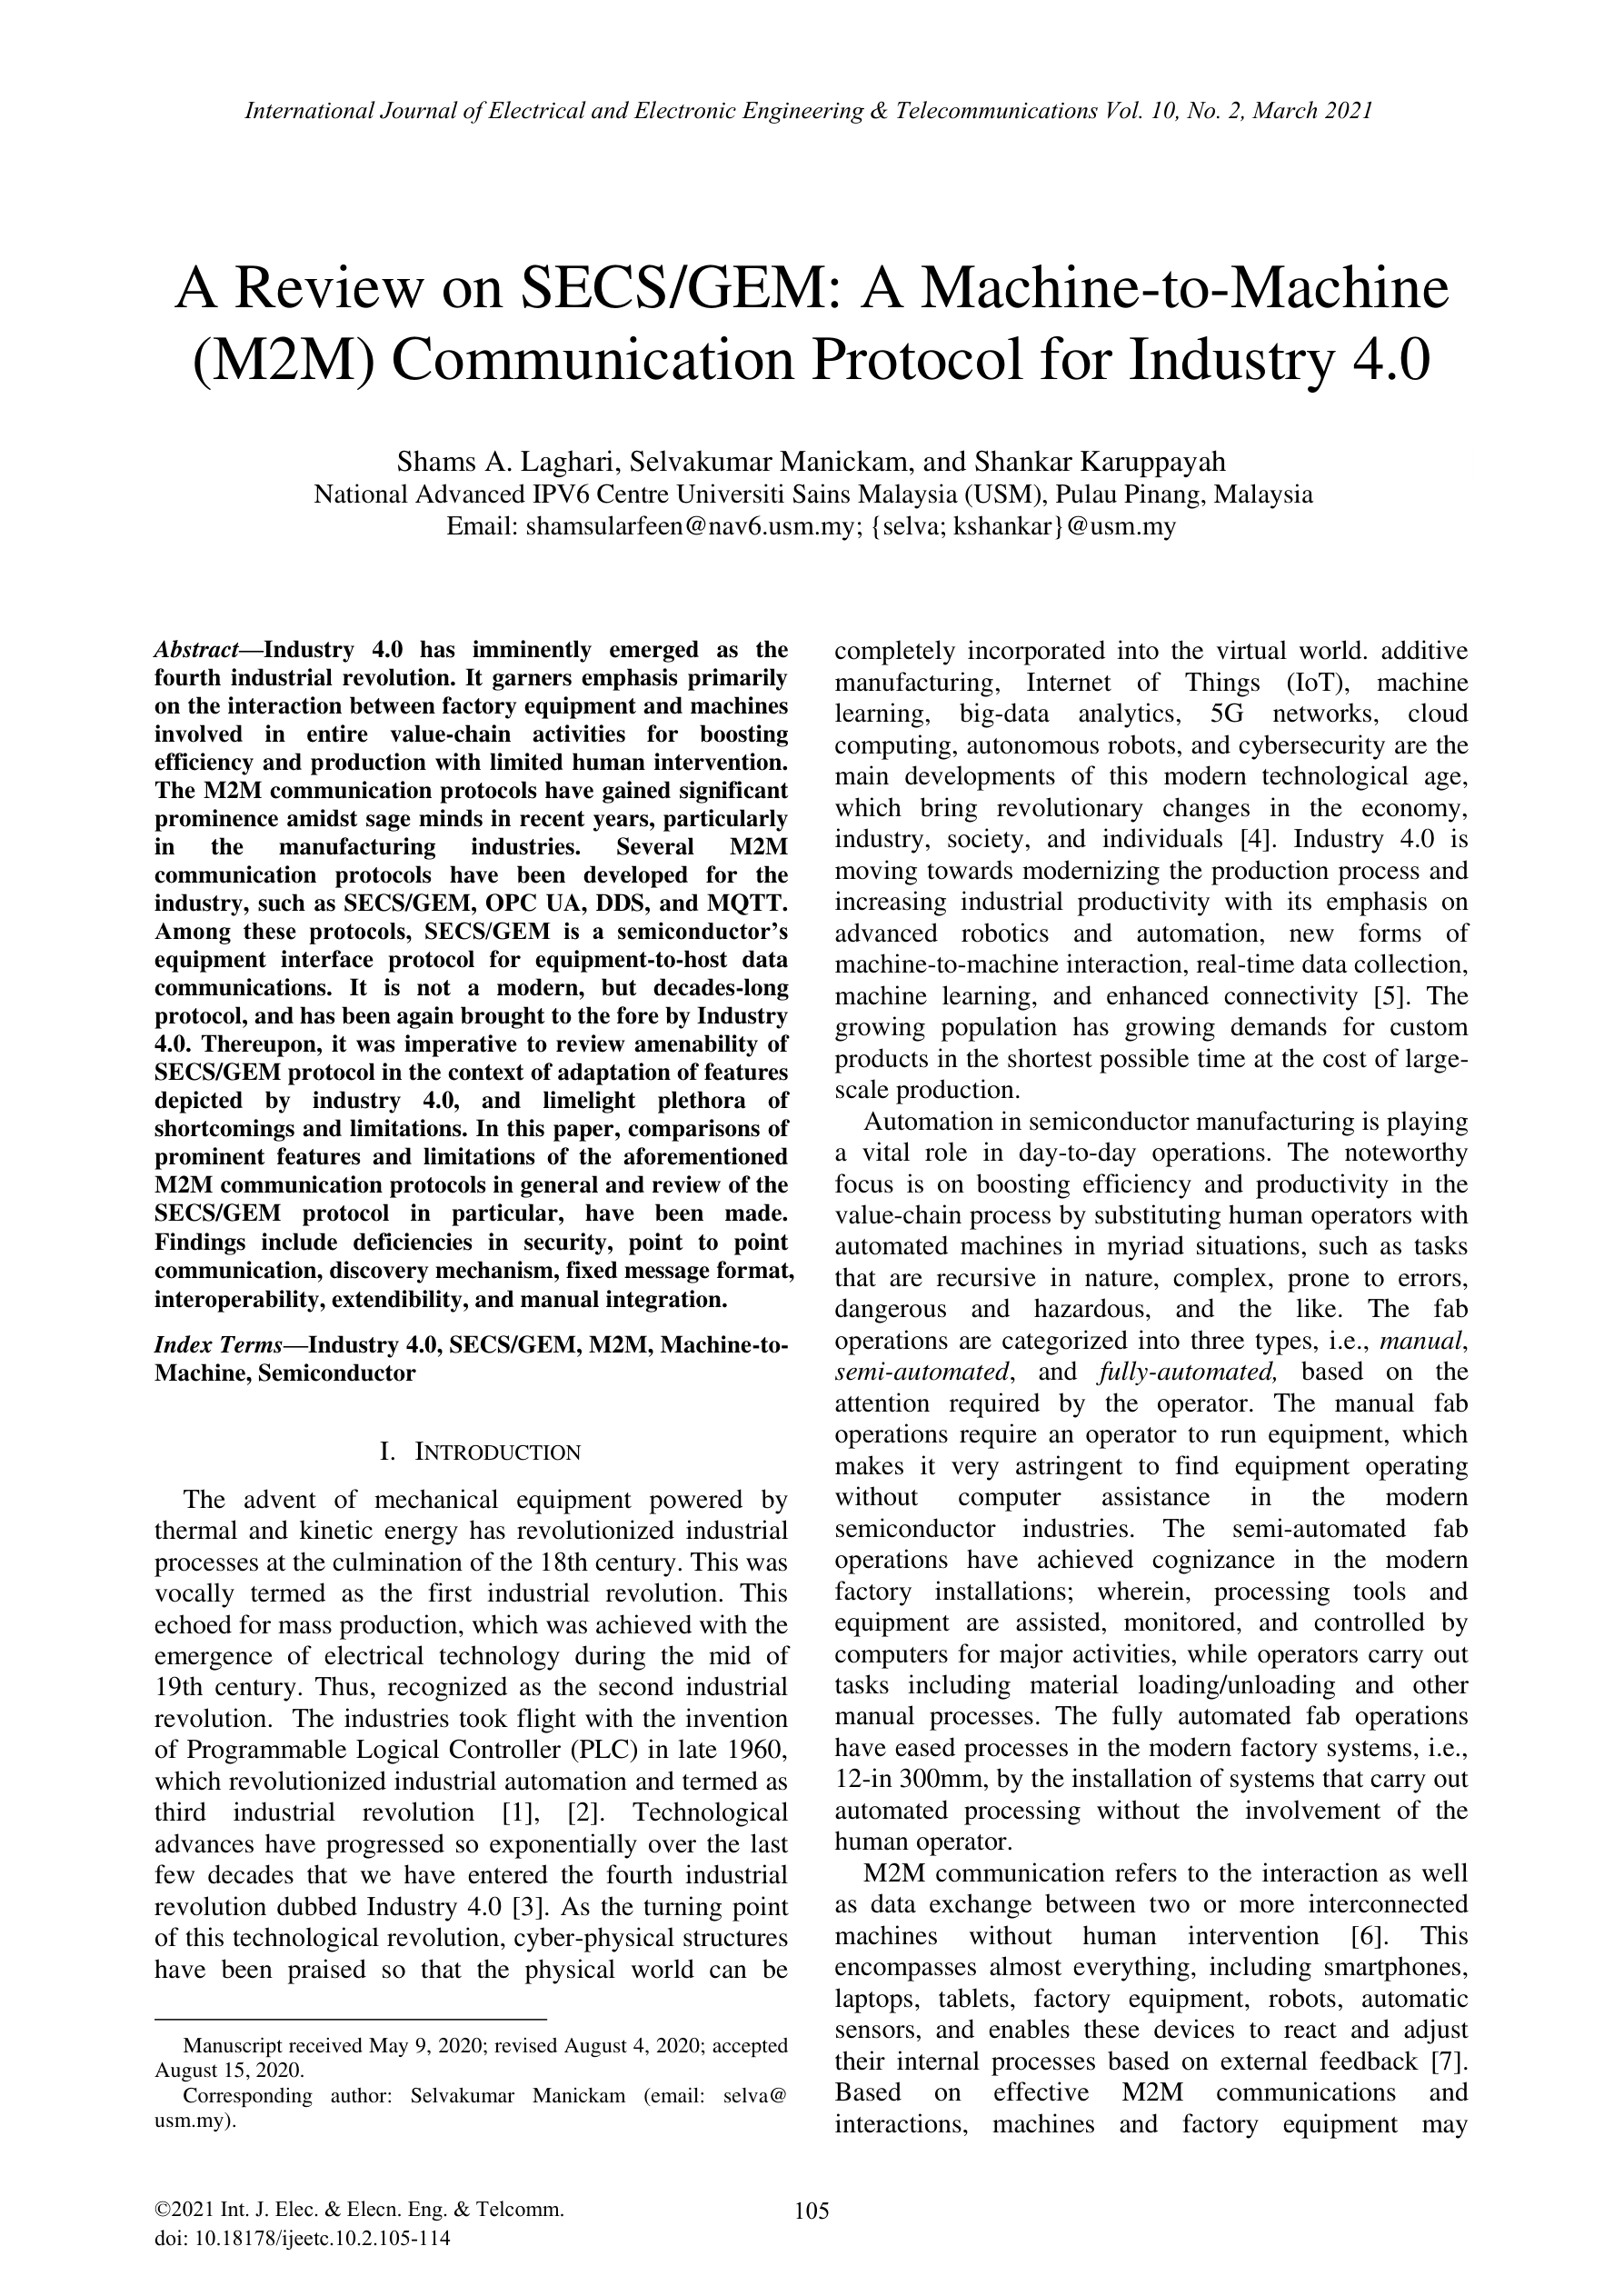 International Journal of Electrical and Electronic Engineering & Telecommunications Vol. 10, No. 2, March 2021
A Review on SECS/GEM: A Machine-to-Machine
(M2M) Communication Protocol for Industry 4.0
Shams A. Laghari, Selvakumar Manickam, and Shankar Karuppayah
National Advanced IPV6 Centre Universiti Sains Malaysia (USM), Pulau Pinang, Malaysia
Email: shamsularfeen@nav6.usm.my; {selva; kshankar}@usm.my
Abstract—Industry 4.0 has imminently emerged as the
fourth industrial revolution. It garners emphasis primarily
on the interaction between factory equipment and machines
involved in entire value-chain activities for boosting
efficiency and production with limited human intervention.
The M2M communication protocols have gained significant
prominence amidst sage minds in recent years, particularly
in the manufacturing industries. Several M2M
communication protocols have been developed for the
industry, such as SECS/GEM, OPC UA, DDS, and MQTT.
Among these protocols, SECS/GEM is a semiconductor’s
equipment interface protocol for equipment-to-host data
communications. It is not a modern, but decades-long
protocol, and has been again brought to the fore by Industry
4.0. Thereupon, it was imperative to review amenability of
SECS/GEM protocol in the context of adaptation of features
depicted by industry 4.0, and limelight plethora of
shortcomings and limitations. In this paper, comparisons of
prominent features and limitations of the aforementioned
M2M communication protocols in general and review of the
SECS/GEM protocol in particular, have been made.
Findings include deficiencies in security, point to point
communication, discovery mechanism, fixed message format,
interoperability, extendibility, and manual integration.
Index Terms—Industry 4.0, SECS/GEM, M2M, Machine-to-
Machine, Semiconductor
I. INTRODUCTION
The advent of mechanical equipment powered by
thermal and kinetic energy has revolutionized industrial
processes at the culmination of the 18th century. This was
vocally termed as the first industrial revolution. This
echoed for mass production, which was achieved with the
emergence of electrical technology during the mid of
19th century. Thus, recognized as the second industrial
revolution. The industries took flight with the invention
of Programmable Logical Controller (PLC) in late 1960,
which revolutionized industrial automation and termed as
third industrial revolution [1], [2]. Technological
advances have progressed so exponentially over the last
few decades that we have entered the fourth industrial
revolution dubbed Industry 4.0 [3]. As the turning point
of this technological revolution, cyber-physical structures
have been praised so that the physical world can be
Manuscript received May 9, 2020; revised August 4, 2020; accepted
August 15, 2020.
Corresponding author: Selvakumar Manickam (email: selva@
usm.my).
completely incorporated into the virtual world. additive
manufacturing, Internet of Things (IoT), machine
learning, big-data analytics, 5G networks, cloud
computing, autonomous robots, and cybersecurity are the
main developments of this modern technological age,
which bring revolutionary changes in the economy,
industry, society, and individuals [4]. Industry 4.0 is
moving towards modernizing the production process and
increasing industrial productivity with its emphasis on
advanced robotics and automation, new forms of
machine-to-machine interaction, real-time data collection,
machine learning, and enhanced connectivity [5]. The
growing population has growing demands for custom
products in the shortest possible time at the cost of large-
scale production.
Automation in semiconductor manufacturing is playing
a vital role in day-to-day operations. The noteworthy
focus is on boosting efficiency and productivity in the
value-chain process by substituting human operators with
automated machines in myriad situations, such as tasks
that are recursive in nature, complex, prone to errors,
dangerous and hazardous, and the like. The fab
operations are categorized into three types, i.e., manual,
semi-automated, and fully-automated, based on the
attention required by the operator. The manual fab
operations require an operator to run equipment, which
makes it very astringent to find equipment operating
without computer assistance in the modern
semiconductor industries. The semi-automated fab
operations have achieved cognizance in the modern
factory installations; wherein, processing tools and
equipment are assisted, monitored, and controlled by
computers for major activities, while operators carry out
tasks including material loading/unloading and other
manual processes. The fully automated fab operations
have eased processes in the modern factory systems, i.e.,
12-in 300mm, by the installation of systems that carry out
automated processing without the involvement of the
human operator.
M2M communication refers to the interaction as well
as data exchange between two or more interconnected
machines without human intervention [6]. This
encompasses almost everything, including smartphones,
laptops, tablets, factory equipment, robots, automatic
sensors, and enables these devices to react and adjust
their internal processes based on external feedback [7].
Based on effective M2M communications and
interactions, machines and factory equipment may
©2021 Int. J. Elec. & Elecn. Eng. & Telcomm.
doi: 10.18178/ijeetc.10.2.105-114
105